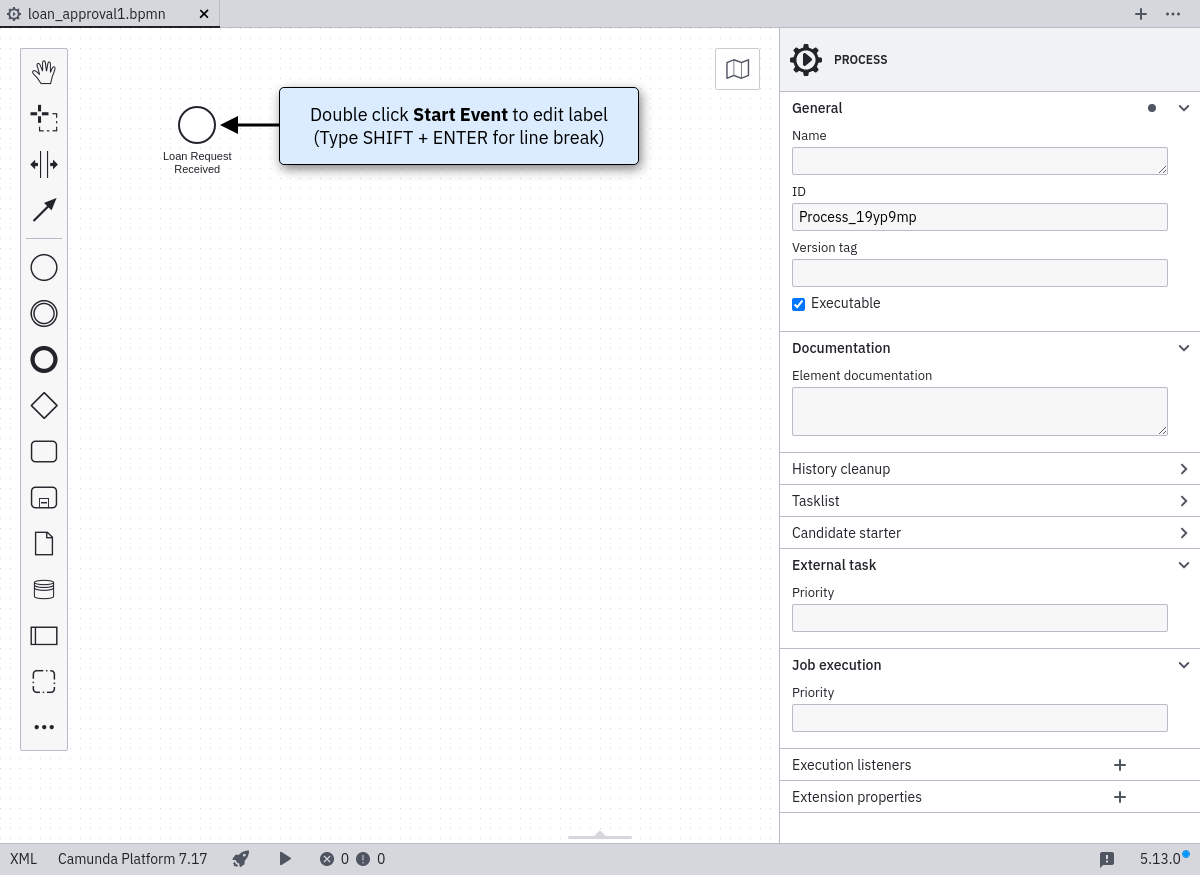 loan_approval1.bpmn
Double click Start Event to edit label
(Type SHIFT + ENTER for line break)
Loan Request
Received
PROCESS
General
Name
ID
Process_19yp9mp
Version tag
Executable
Documentation
Element documentation
History cleanup
Tasklist
Candidate starter
External task
Priority
Job execution
Priority
Execution listeners
Extension properties
XML Camunda Platform 7.17 0 0 5.13.0